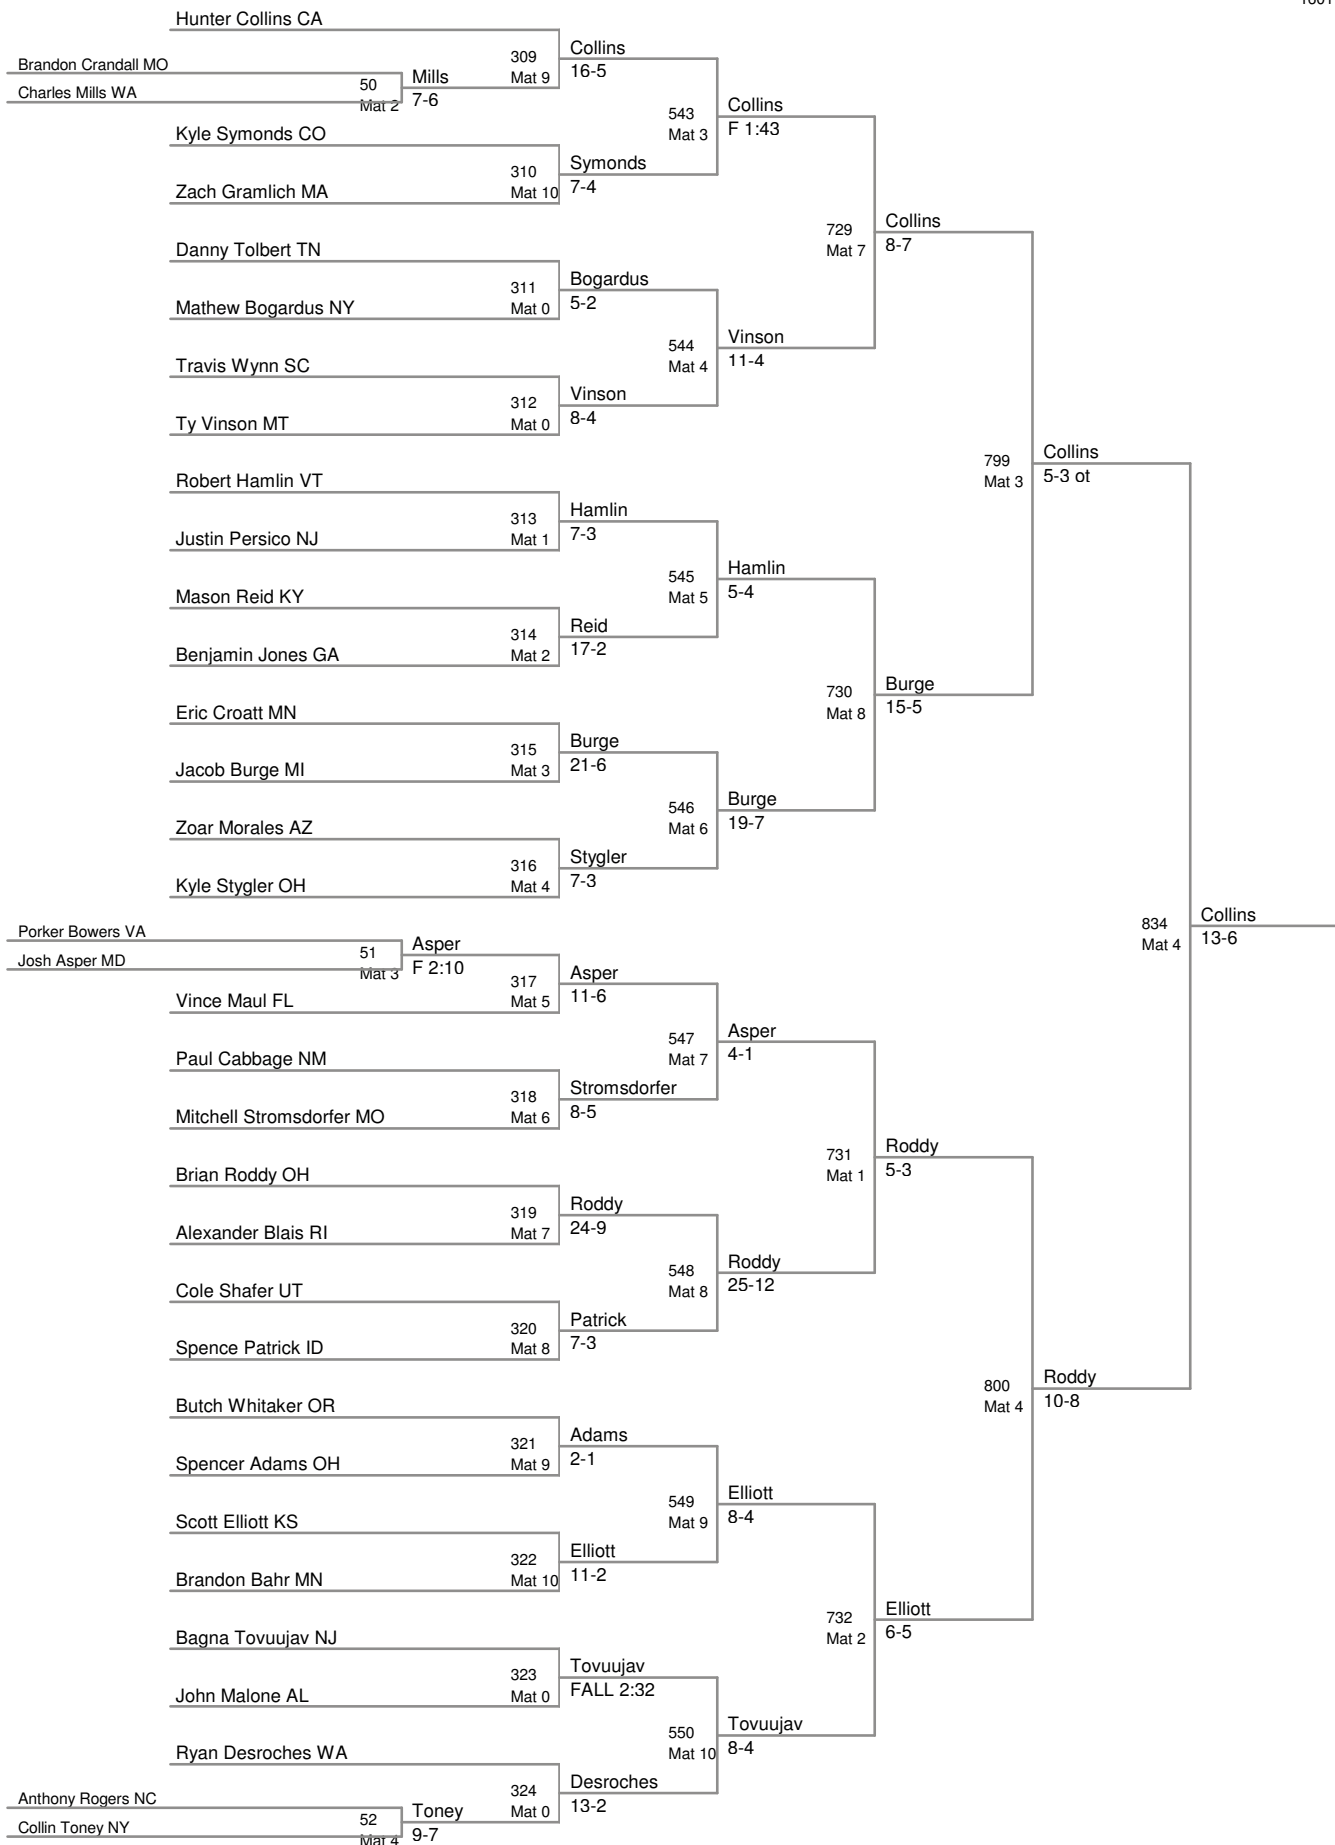 Hunter Collins CA
309 Collins
Brandon Crandall MO
Mat 9 16-5
50 Mills
Charles Mills WA
Mat 2 7-6
543 Collins
Mat 3 F 1:43
Kyle Symonds CO
310 Symonds
Zach Gramlich MA
Mat 10 7-4
729 Collins
Mat 7 8-7
Danny Tolbert TN
311 Bogardus
Mathew Bogardus NY
Mat 0 5-2
544 Vinson
Mat 4 11-4
Travis Wynn SC
312 Vinson
Ty Vinson MT
Mat 0 8-4
799 Collins
Mat 3 5-3 ot
Robert Hamlin VT
313 Hamlin
Justin Persico NJ
Mat 1 7-3
545 Hamlin
Mat 5 5-4
Mason Reid KY
314 Reid
Benjamin Jones GA
Mat 2 17-2
730 Burge
Mat 8 15-5
Eric Croatt MN
315 Burge
Jacob Burge MI
Mat 3 21-6
546 Burge
Mat 6 19-7
Zoar Morales AZ
316 Stygler
Kyle Stygler OH
Mat 4 7-3
834 Collins
Mat 4 13-6
Porker Bowers VA
51 Asper
Josh Asper MD
Mat 3 F 2:10
317 Asper
Vince Maul FL
Mat 5 11-6
547 Asper
Mat 7 4-1
Paul Cabbage NM
318 Stromsdorfer
Mitchell Stromsdorfer MO
Mat 6 8-5
731 Roddy
Mat 1 5-3
Brian Roddy OH
319 Roddy
Alexander Blais RI
Mat 7 24-9
548 Roddy
Mat 8 25-12
Cole Shafer UT
320 Patrick
Spence Patrick ID
Mat 8 7-3
800 Roddy
Mat 4 10-8
Butch Whitaker OR
321 Adams
Spencer Adams OH
Mat 9 2-1
549 Elliott
Mat 9 8-4
Scott Elliott KS
322 Elliott
Brandon Bahr MN
Mat 10 11-2
732 Elliott
Mat 2 6-5
Bagna Tovuujav NJ
323 Tovuujav
John Malone AL
Mat 0 FALL 2:32
550 Tovuujav
Mat 10 8-4
Ryan Desroches WA
324 Desroches
Mat 0 13-2
Anthony Rogers NC
52 Toney
Collin Toney NY
Mat 4 9-7